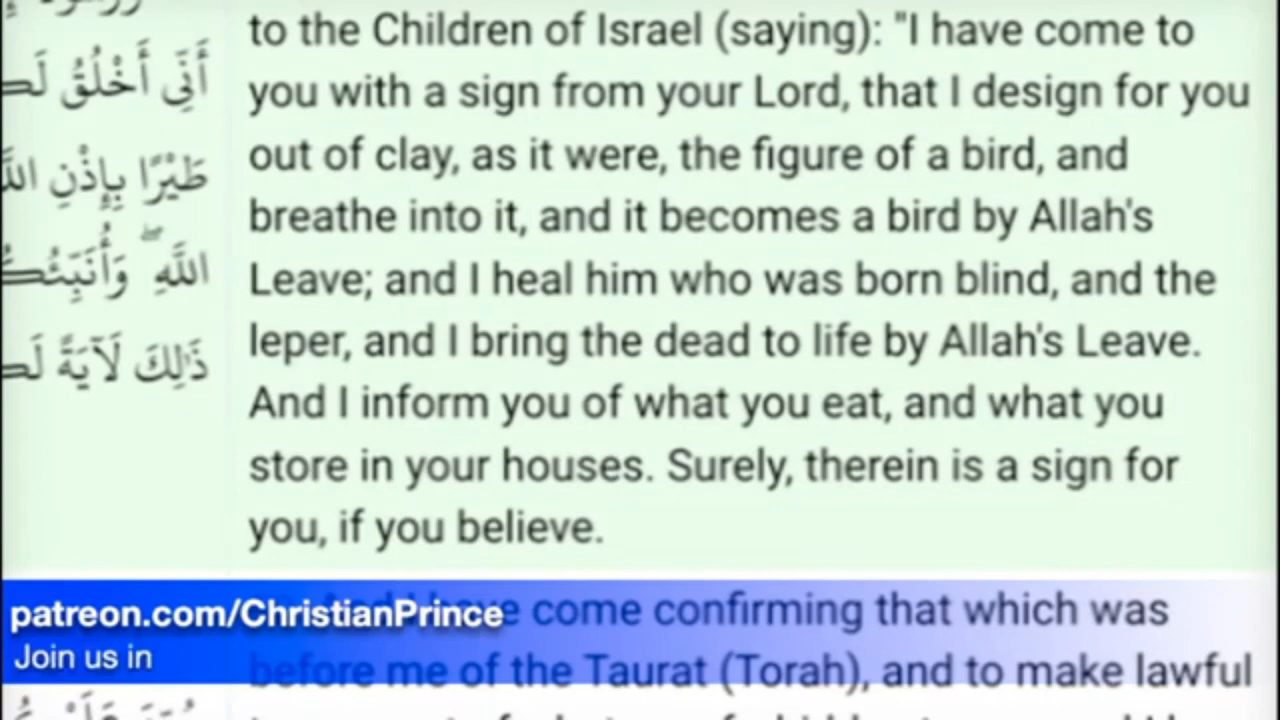 to the Children of Israel (saying): "I have come to
you with a sign from your Lord, that I design for you
out of clay, as it were, the figure of a bird, and
breathe into it, and it becomes a bird by Allah's
Leave; and I heal him who was born blind, and the
leper, and I bring the dead to life by Allah's Leave.
And I inform you of what you eat, and what you
store in your houses. Surely, therein is a sign for
you, if you believe.
أَنِّي أَخْلُقُ
طَيْرًا بِإِذْنِ
اللَّهِ ۖ
ذَٰلِكَ لَآيَةً
patreon.com/ChristianPrince
Join us in
come confirming that which was
before me of the Taurat (Torah), and to make lawful